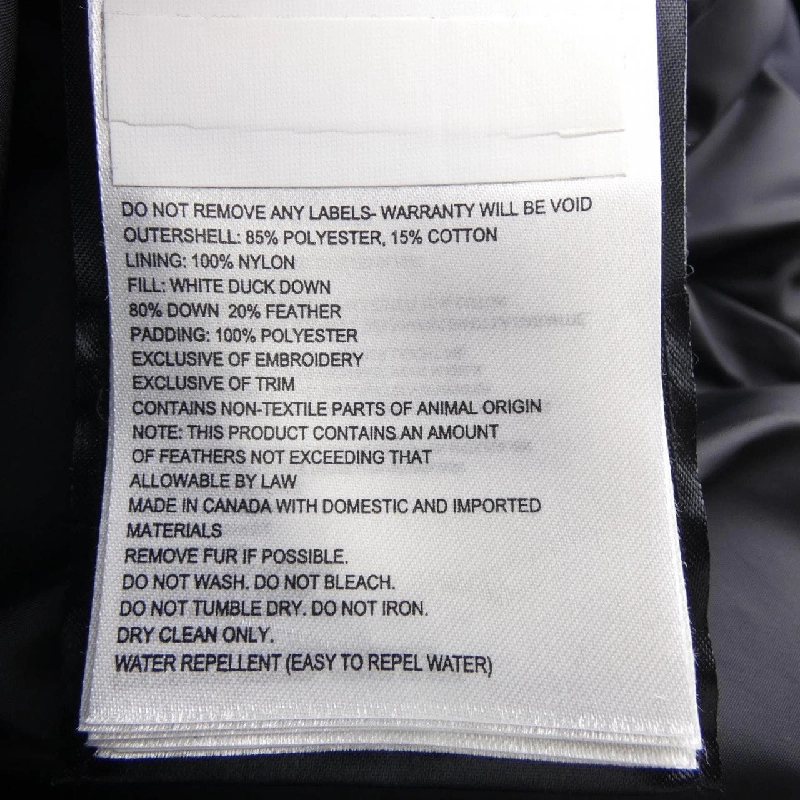 DO NOT REMOVE ANY LABELS- WARRANTY WILL BE VOID
OUTERSHELL: 85% POLYESTER, 15% COTTON
LINING: 100% NYLON
FILL: WHITE DUCK DOWN
80% DOWN 20% FEATHER
PADDING: 100% POLYESTER
EXCLUSIVE OF EMBROIDERY
EXCLUSIVE OF TRIM
CONTAINS NON-TEXTILE PARTS OF ANIMAL ORIGIN
NOTE: THIS PRODUCT CONTAINS.AN AMOUNT
OF FEATHERS NOT EXCEEDING THAT
ALLOWABLE BY LAW
MADE IN CANADA WITH DOMESTIC AND IMPORTED
MATERIALS
REMOVE FUR IF POSSIBLE.
DO NOT WASH. DO NOT BLEACH.
DO NOT TUMBLE DRY. DO NOT IRON.
DRY CLEAN ONLY.
WATER REPELLENT (EASY TO REPEL WATER)